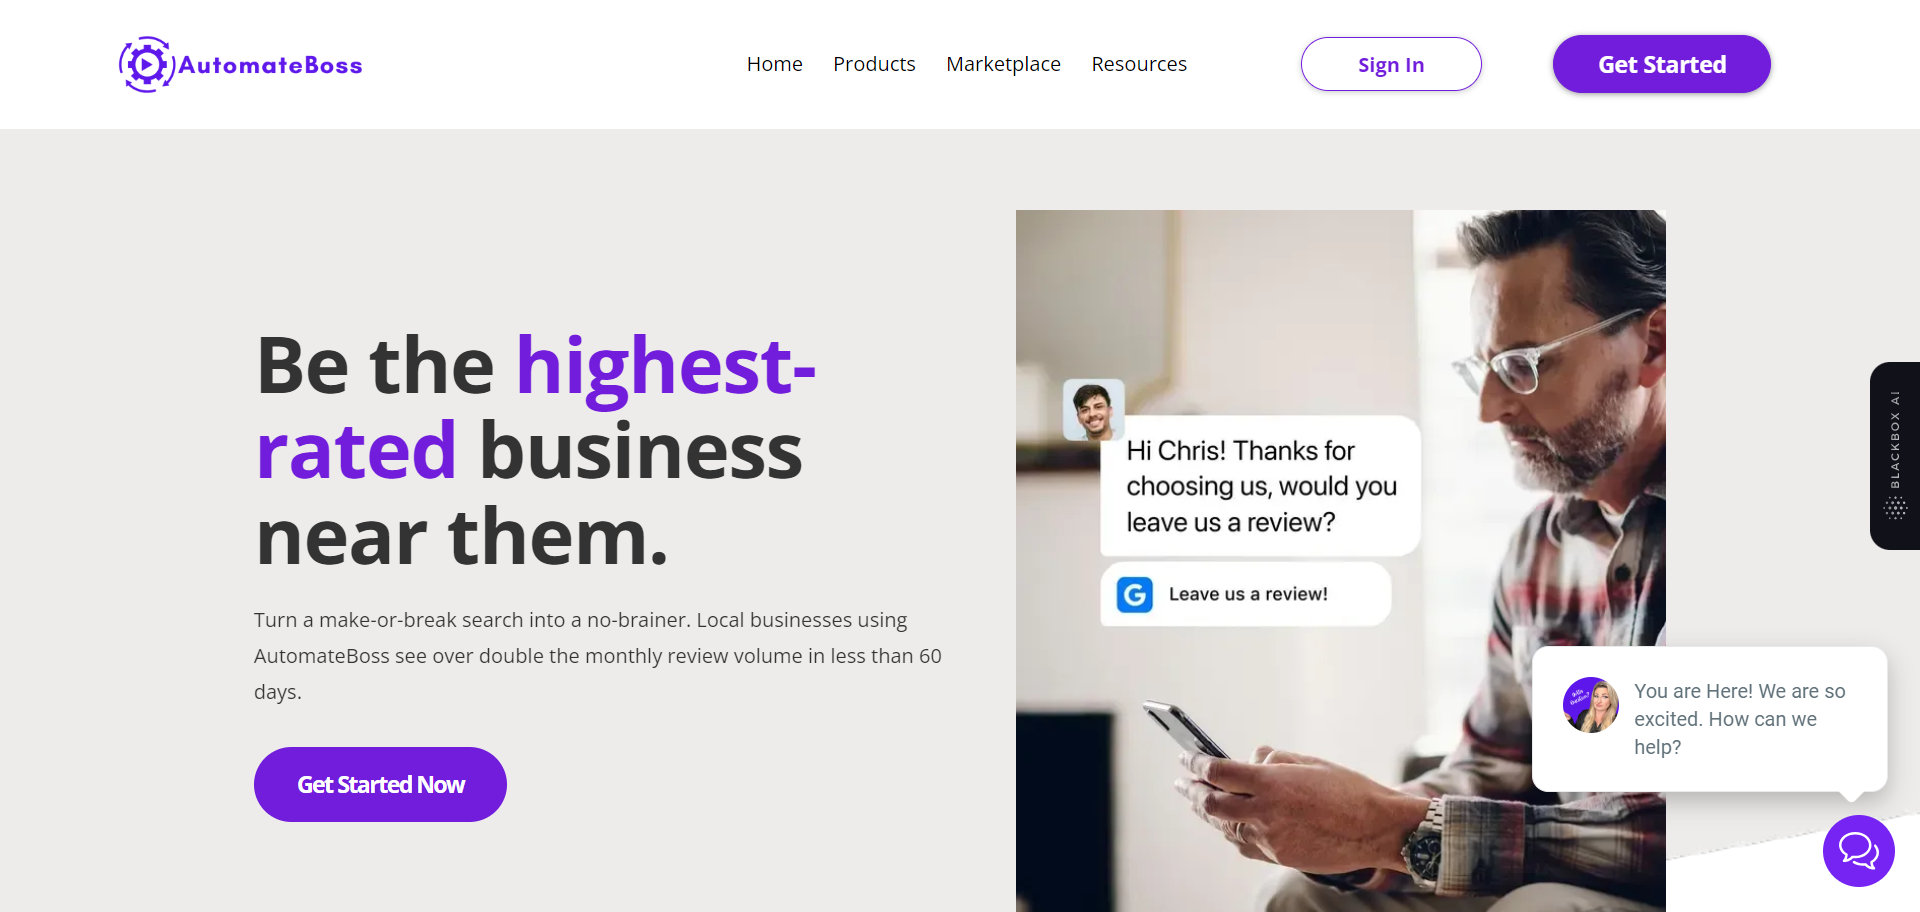 AutomateBoss
Home
Products
Marketplace
Resources
Sign In
Get Started
Be the highest-
rated business
near them.
Turn a make-or-break search into a no-brainer. Local businesses using
AutomateBoss see over double the monthly review volume in less than 60
days.
Get Started Now
Hi Chris! Thanks for
choosing us, would you
leave us a review?
G
Leave us a review!
BLACKBOX AI
You are Here! We are so
excited. How can we
help?